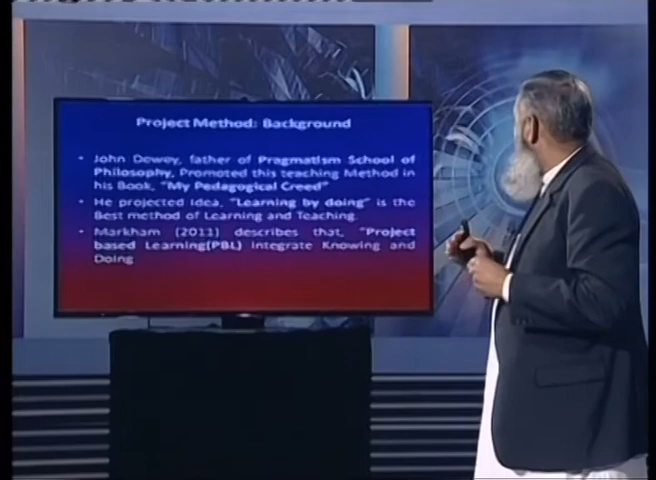 Project Method: Background
• John Dewey, father of Pragmatism School of
Philosophy, Promoted this teaching Method in
his Book, "My Pedagogical Creed"
• He projected idea, "Learning by doing" is the
Best method of Learning and Teaching.
• Markham (2011) describes that, "Project
based Learning(PBL) integrate Knowing and
Doing